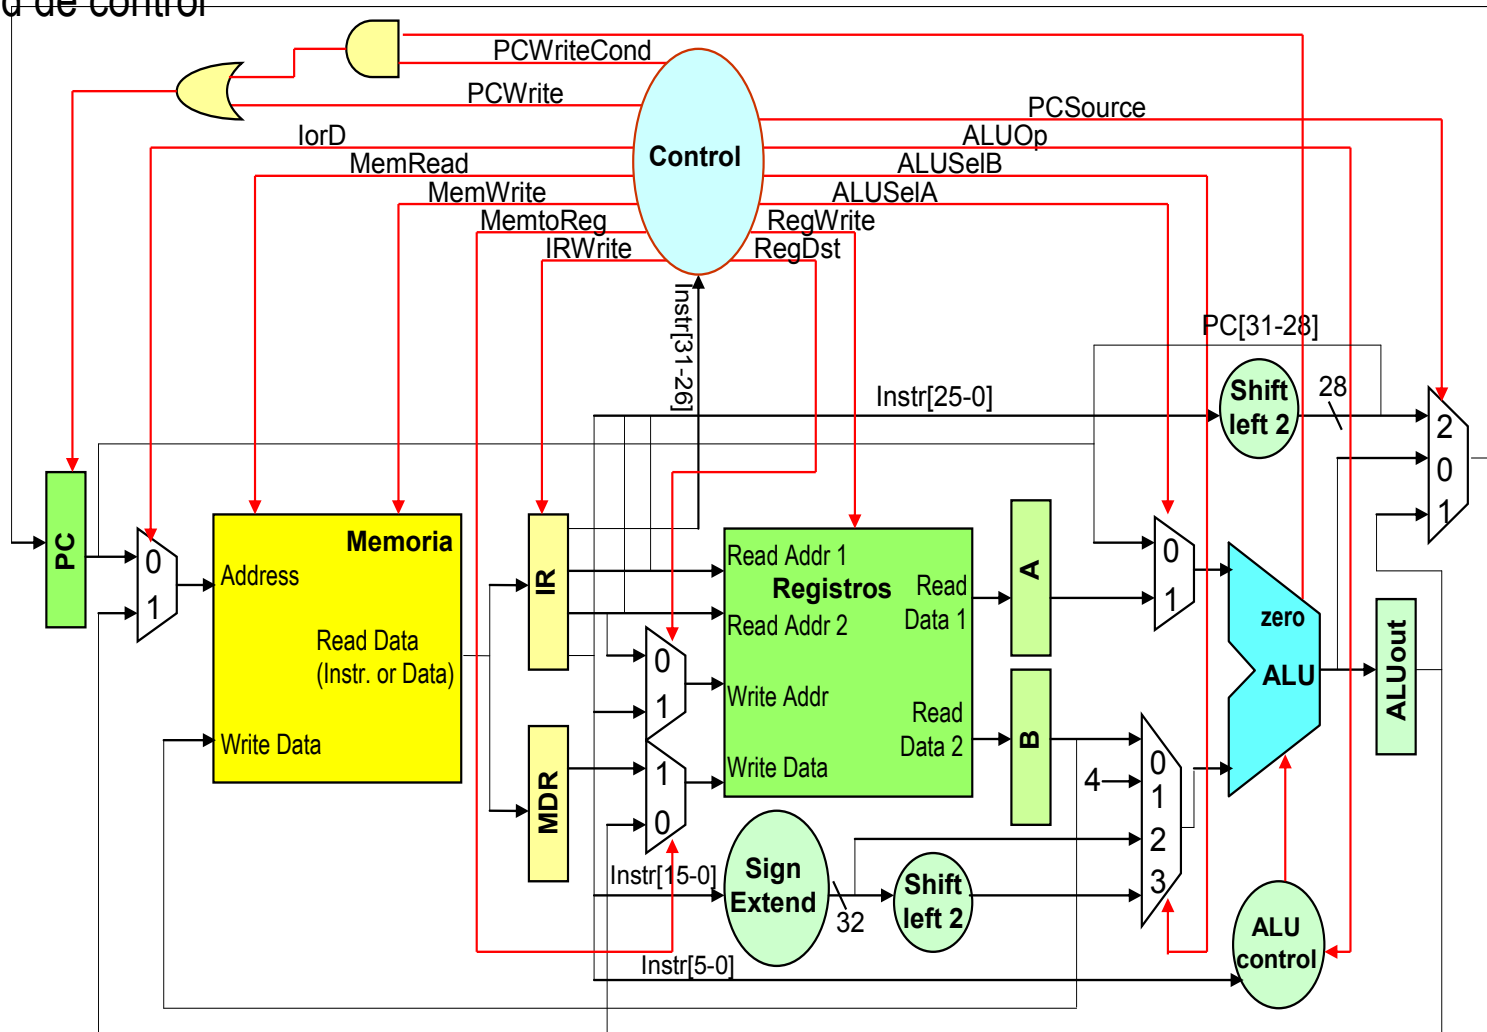 d de control
PCWriteCond
PCWrite
IorD
MemRead
MemWrite
MemtoReg
IRWrite
Control
PCSource
ALUOp
ALUSelB
ALUSelA
RegWrite
RegDst
Instr[31-26]
PC[31-28]
Instr[25-0]
Shift
left 2
28
2
0
1
PC
0
1
Memoria
Address
Read Data
(Instr. or Data)
Write Data
IR
MDR
0
1
1
0
Read Addr 1
Registros
Read
Data 1
Read Addr 2
Write Addr
Read
Data 2
Write Data
A
B
0
1
4
0
1
2
3
zero
ALU
ALUout
Instr[15-0]
Sign
Extend
32
Shift
left 2
ALU
control
Instr[5-0]